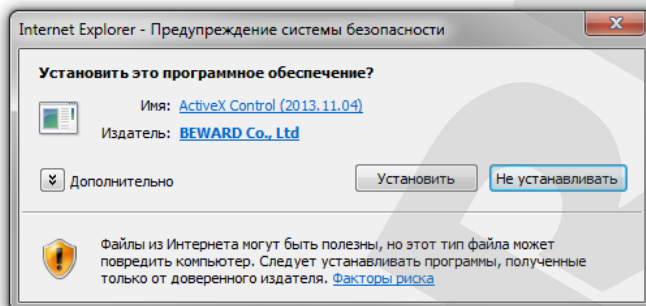 Internet Explorer - Предупреждение системы безопасности
Установить это программное обеспечение?
Имя: ActiveX Control (2013.11.04)
Издатель: BEWARD Co., Ltd
Дополнительно
Установить
Не устанавливать
Файлы из Интернета могут быть полезны, но этот тип файла может
повредить компьютер. Следует устанавливать программы, полученные
только от доверенного издателя. Факторы риска